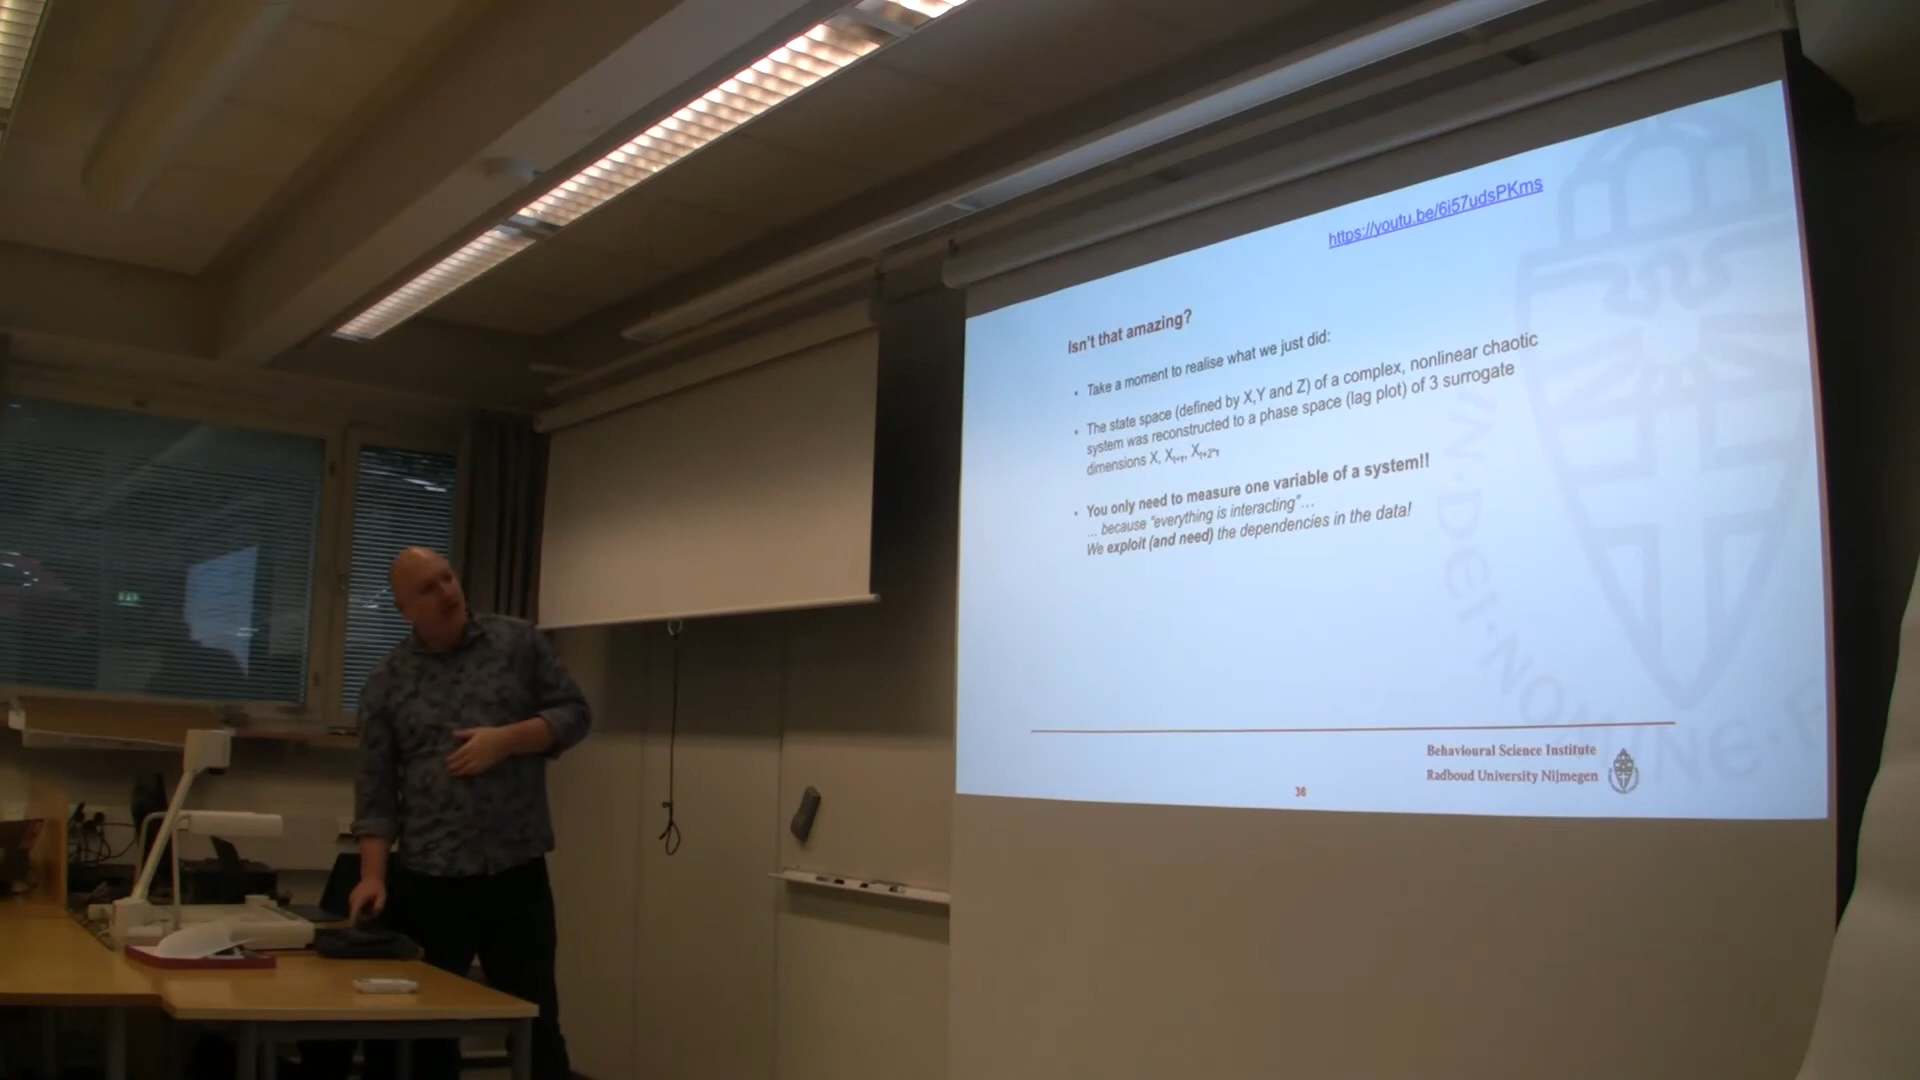 https://youtu.be/6i57udsPKms
Isn't that amazing?
• Take a moment to realise what we just did:
• The state space (defined by X,Y and Z) of a complex, nonlinear chaotic
system was reconstructed to a phase space (lag plot) of 3 surrogate
dimensions X, Xt+τ, Xt+2*τ
• You only need to measure one variable of a system!!
... because "everything is interacting"...
We exploit (and need) the dependencies in the data!
Behavioural Science Institute
Radboud University Nijmegen
36